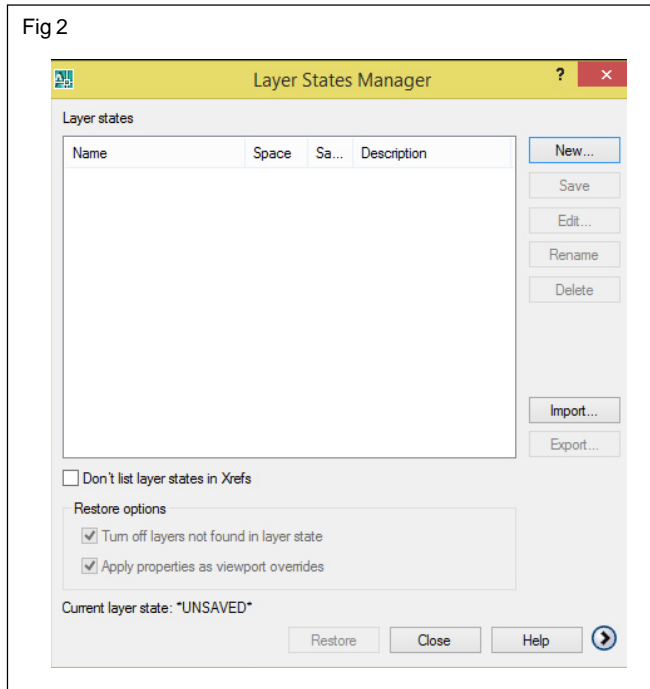 Fig 2
Layer States Manager
?
Layer states
Name Space Sa... Description
New...
Save
Edit...
Rename
Delete
Import...
Export...
Don't list layer states in Xrefs
Restore options
Turn off layers not found in layer state
Apply properties as viewport overrides
Current layer state: *UNSAVED*
Restore Close Help